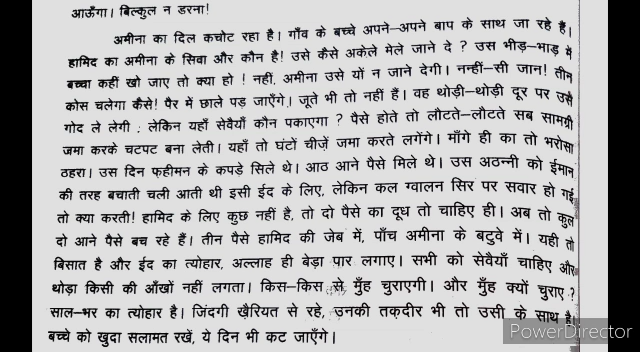 आऊँगा। बिल्कुल न डरना!
अमीना का दिल कचोट रहा है। गाँव के बच्चे अपने–अपने बाप के साथ जा रहे हैं।
हामिद का अमीना के सिवा और कौन है! उसे कैसे अकेले मेले जाने दे ? उस भीड़–भाड़ में
बच्चा कहीं खो जाए तो क्या हो ! नहीं, अमीना उसे यों न जाने देगी। नन्हीं–सी जान! तीन
कोस चलेगा कैसे! पैर में छाले पड़ जाएँगे। जूते भी तो नहीं हैं। वह थोड़ी–थोड़ी दूर पर उसे
गोद ले लेगी ; लेकिन यहाँ सेवैयाँ कौन पकाएगा ? पैसे होते तो लौटते–लौटते सब सामग्री
जमा करके चटपट बना लेती। यहाँ तो घंटों चीज़ें जमा करते लगेंगे। माँगे ही का तो भरोसा
ठहरा। उस दिन फ़हीमन के कपड़े सिले थे। आठ आने पैसे मिले थे। उस अठन्नी को ईमान
की तरह बचाती चली आती थी इसी ईद के लिए, लेकिन कल ग्वालन सिर पर सवार हो गई
तो क्या करती! हामिद के लिए कुछ नहीं है, तो दो पैसे का दूध तो चाहिए ही। अब तो कुल
दो आने पैसे बच रहे हैं। तीन पैसे हामिद की जेब में, पाँच अमीना के बटुवे में। यही तो
बिसात है और ईद का त्योहार, अल्लाह ही बेड़ा पार लगाए। सभी को सेवैयाँ चाहिए और
थोड़ा किसी की आँखों नहीं लगता। किस–किस से मुँह चुराएगी। और मुँह क्यों चुराए ?
साल–भर का त्योहार है। जिंदगी ख़ैरियत से रहे, उनकी तक़दीर भी तो उसी के साथ है।
बच्चे को खुदा सलामत रखें, ये दिन भी कट जाएँगे।
PowerDirector